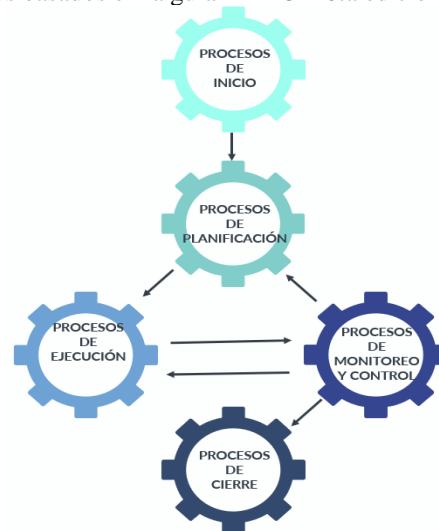 PROCESOS
DE
INICIO
PROCESOS
DE
PLANIFICACIÓN
PROCESOS
DE
EJECUCIÓN
PROCESOS
DE
MONITOREO
Y CONTROL
PROCESOS
DE
CIERRE